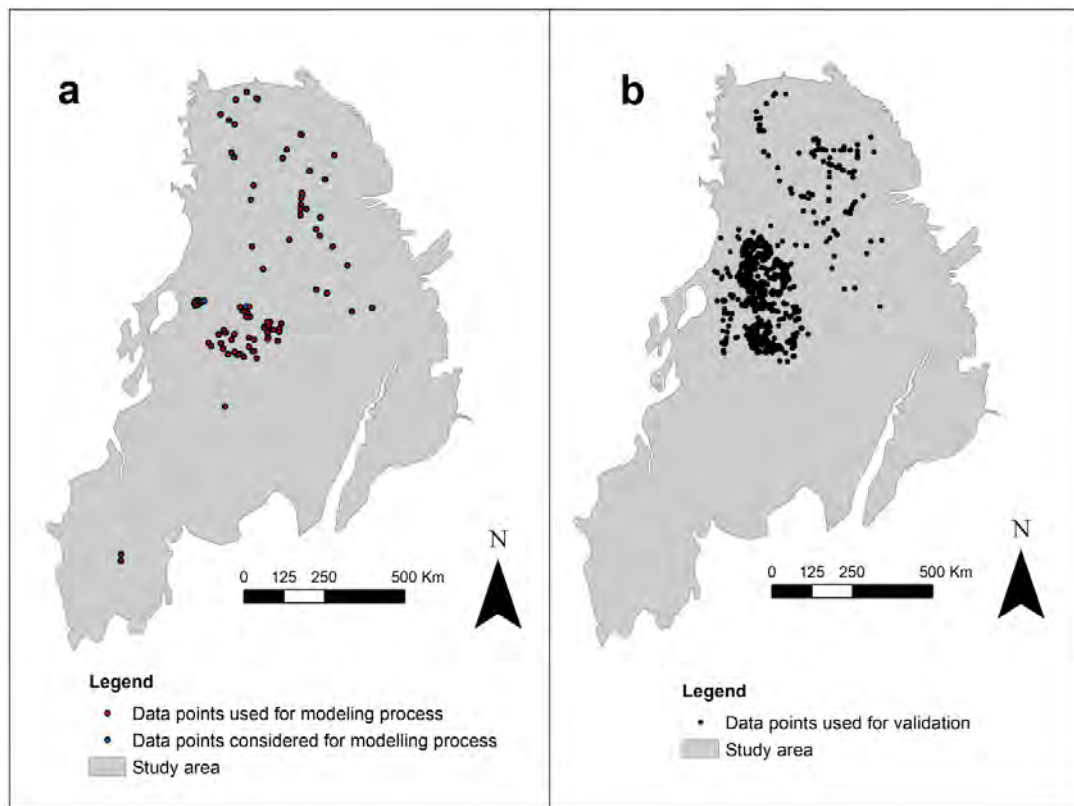 a
N
0 125 250 500 Km
Legend
Data points used for modeling process
Data points considered for modelling process
Study area
b
N
0 125 250 500 Km
Legend
Data points used for validation
Study area